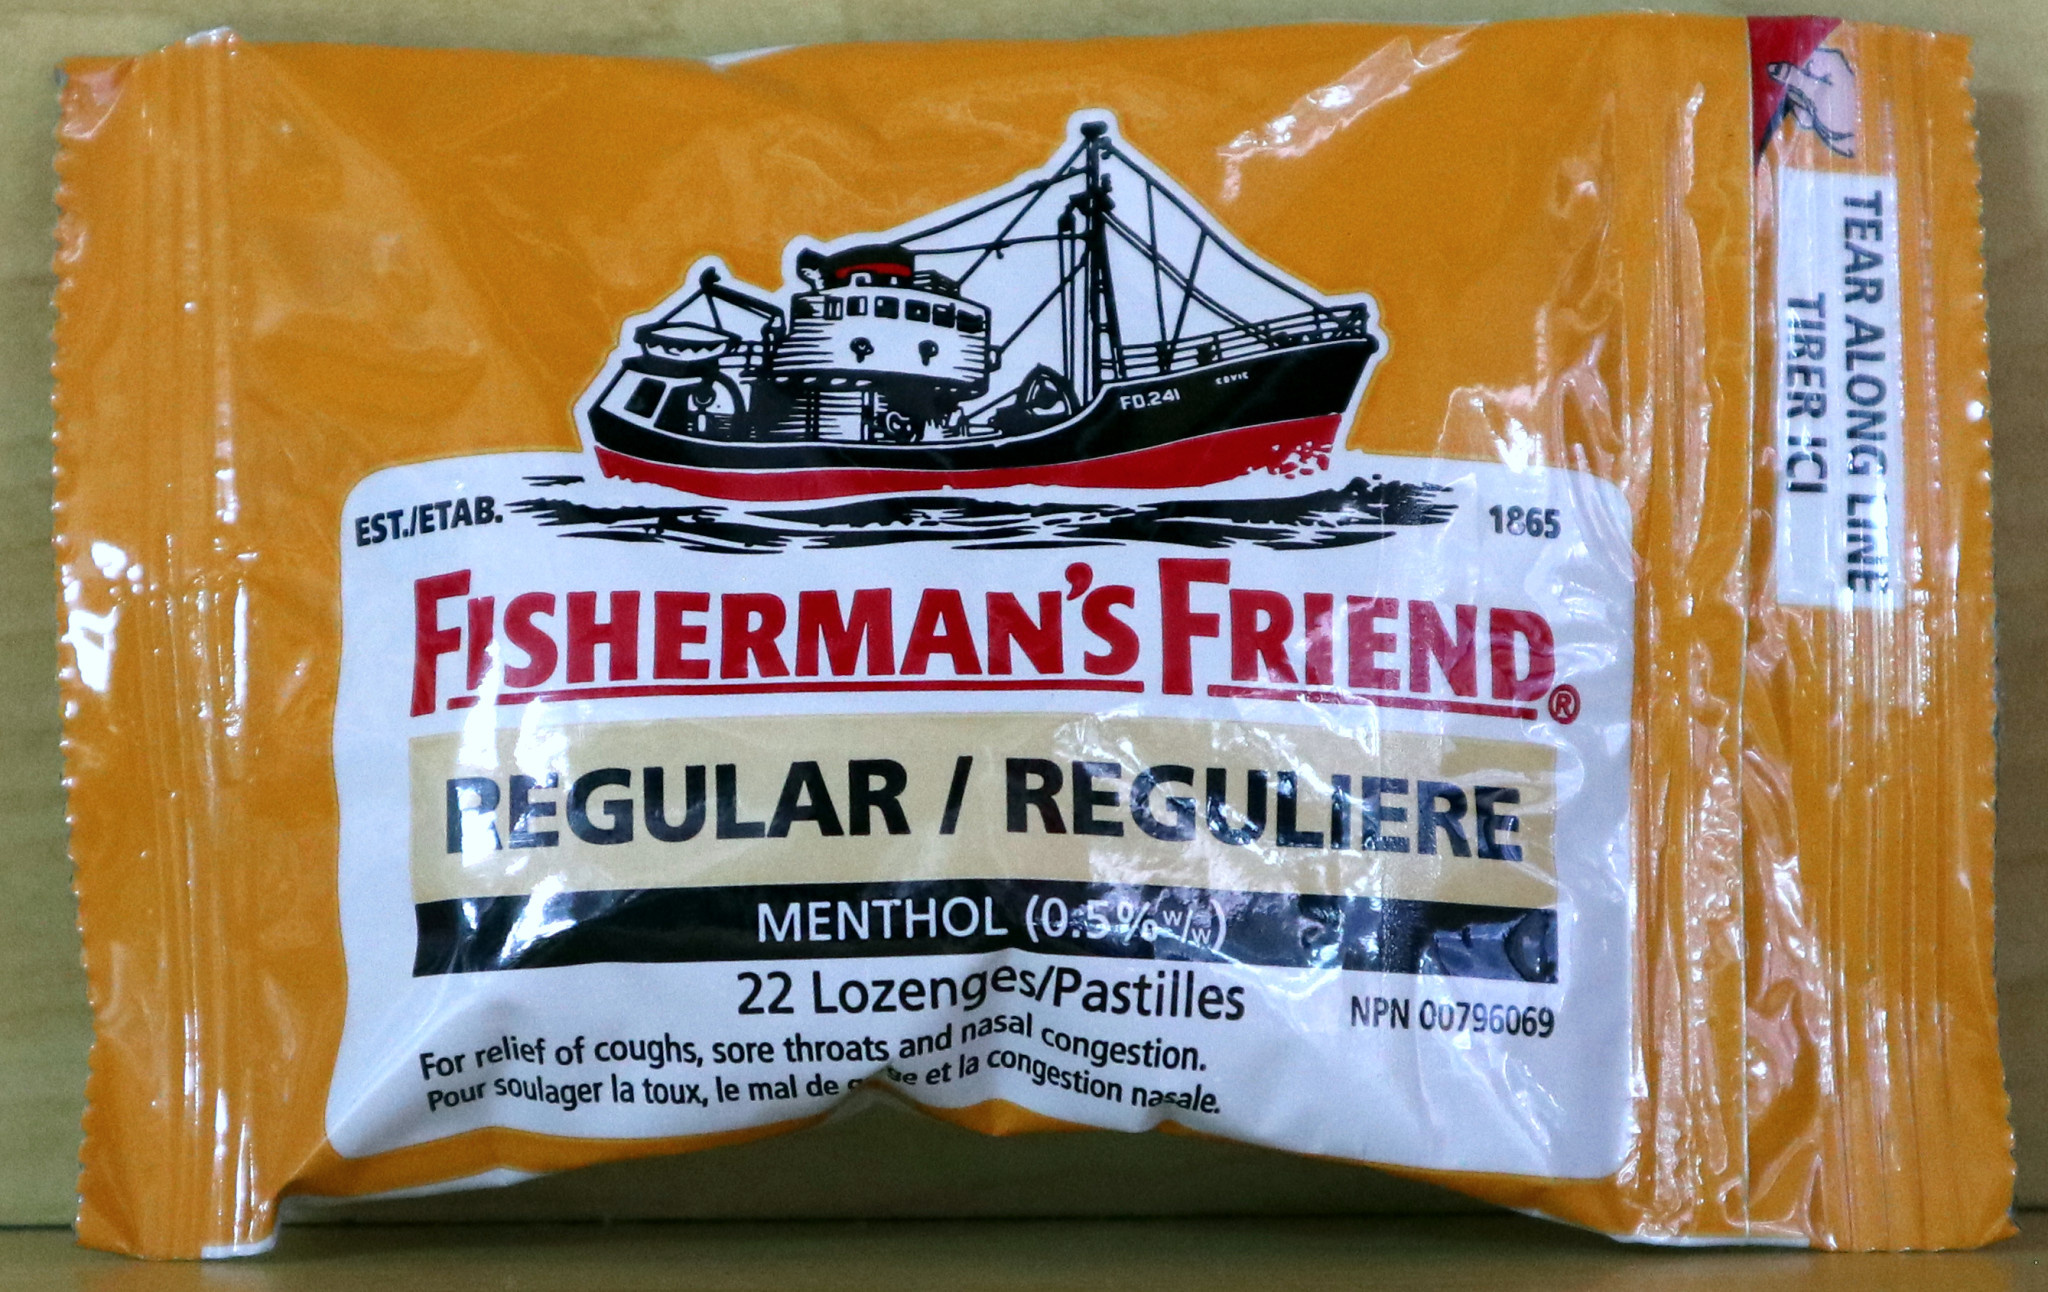 FD.241
EST./ETAB.
1865
FISHERMAN'S FRIEND®
REGULAR / REGULIERE
MENTHOL (0.5% w/w)
22 Lozenges/Pastilles
NPN 00796069
For relief of coughs, sore throats and nasal congestion.
Pour soulager la toux, le mal de et la congestion nasale.
TEAR ALONG LINE
TIRER ICI